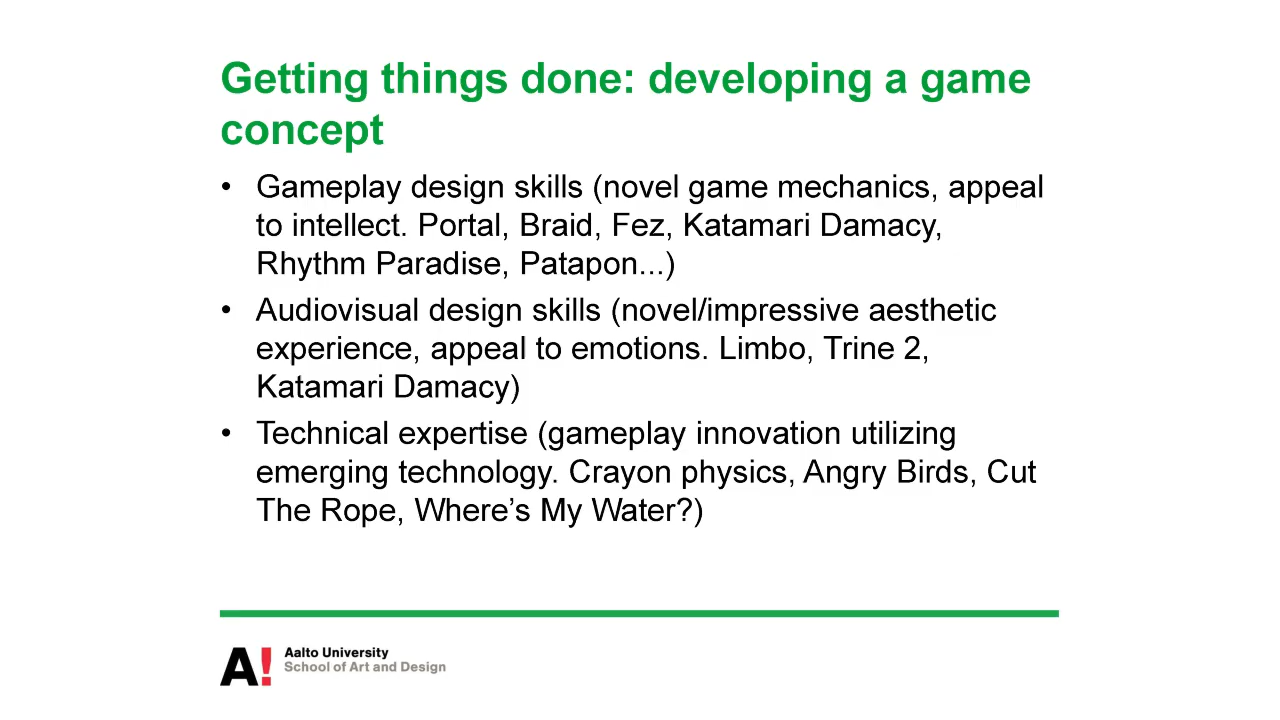 Getting things done: developing a game
concept
• Gameplay design skills (novel game mechanics, appeal
to intellect. Portal, Braid, Fez, Katamari Damacy,
Rhythm Paradise, Patapon...)
• Audiovisual design skills (novel/impressive aesthetic
experience, appeal to emotions. Limbo, Trine 2,
Katamari Damacy)
• Technical expertise (gameplay innovation utilizing
emerging technology. Crayon physics, Angry Birds, Cut
The Rope, Where’s My Water?)
A!
Aalto University
School of Art and Design